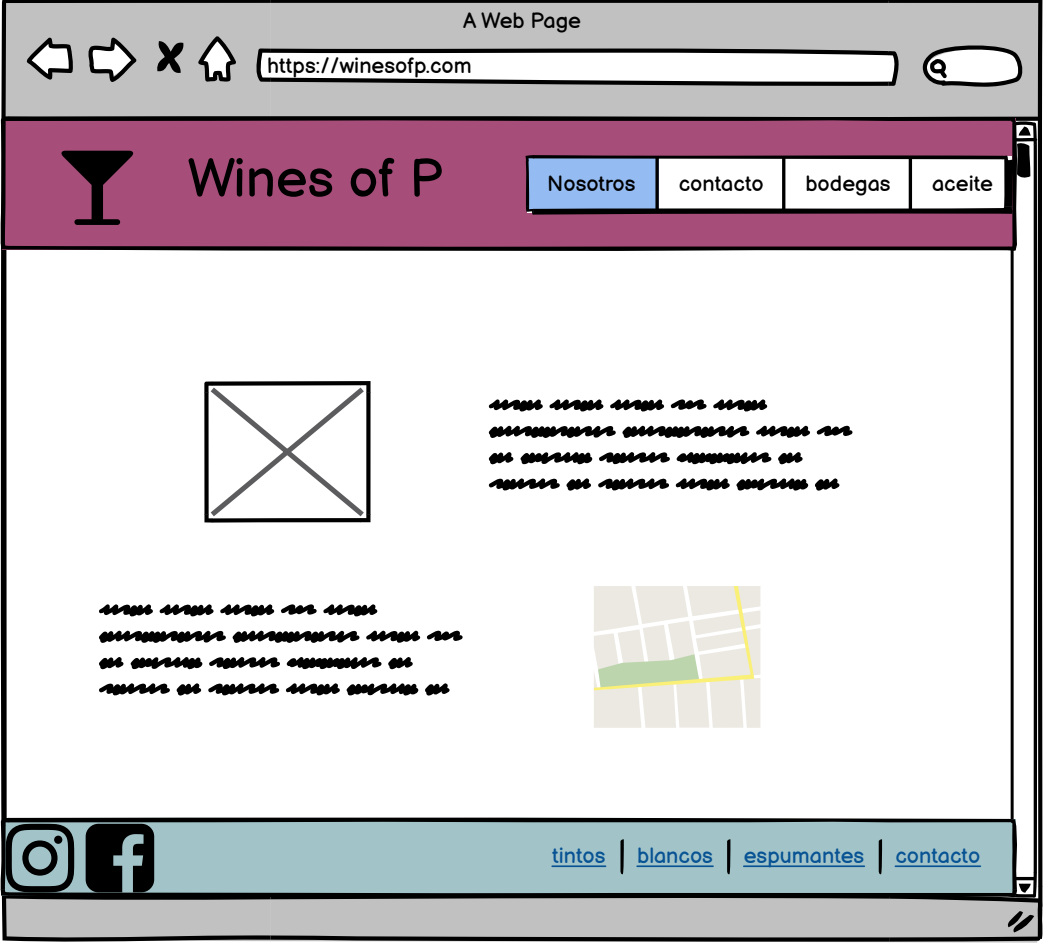 A Web Page
https://winesofp.com
Wines of P
Nosotros contacto bodegas aceite
tintos | blancos | espumantes | contacto